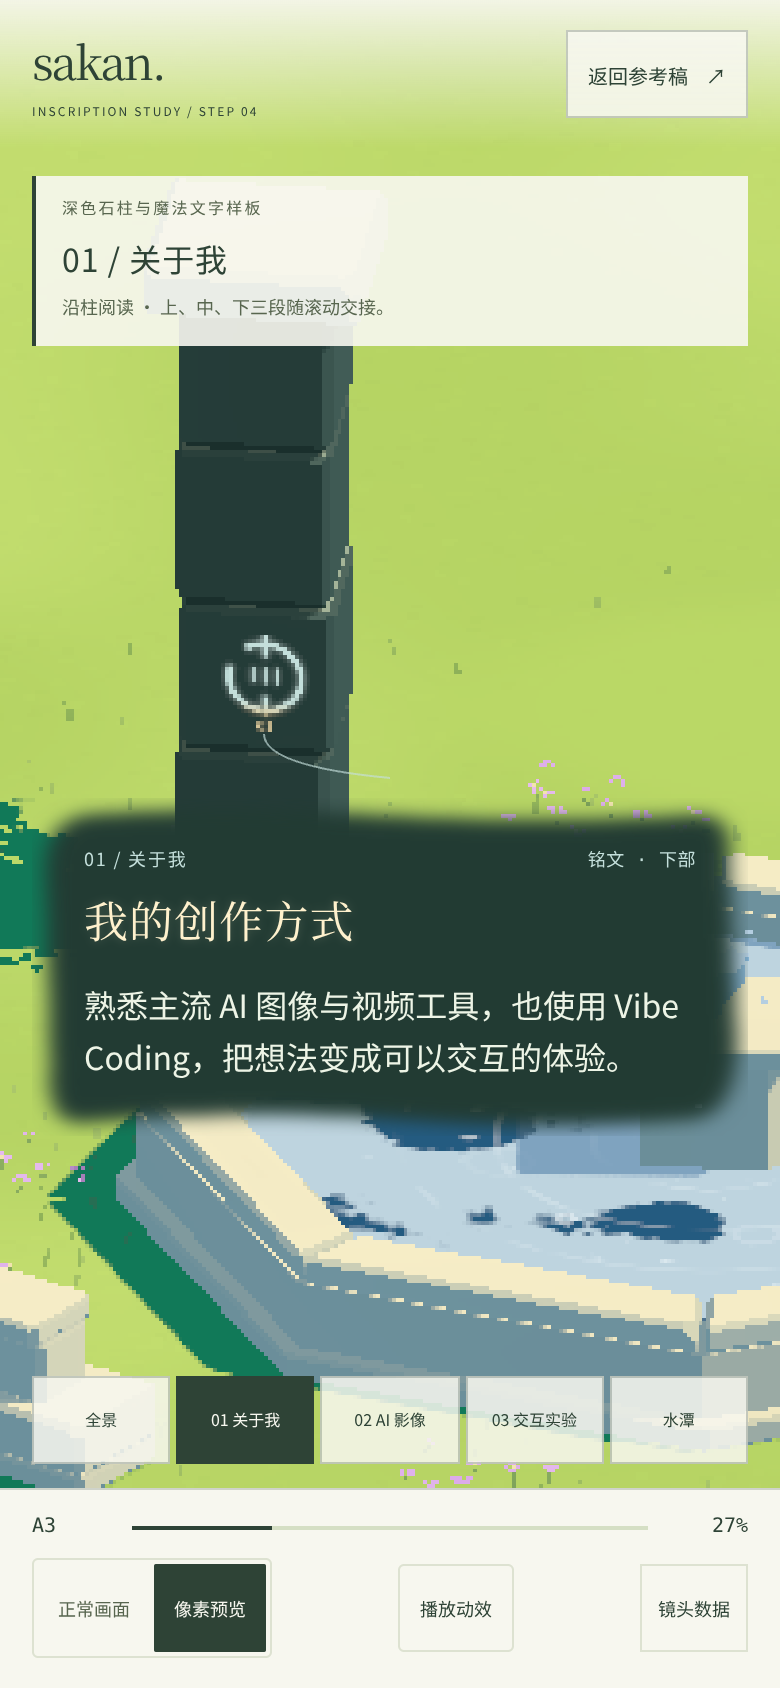 sakan.
返回参考稿 ↗
INSCRIPTION STUDY / STEP 04
深色石柱与魔法文字样板
01 / 关于我
沿柱阅读 · 上、中、下三段随滚动交接。
01 / 关于我
铭文 · 下部
我的创作方式
熟悉主流 AI 图像与视频工具，也使用 Vibe
Coding，把想法变成可以交互的体验。
全景
01 关于我
02 AI 影像
03 交互实验
水潭
A3
27%
正常画面
像素预览
播放动效
镜头数据